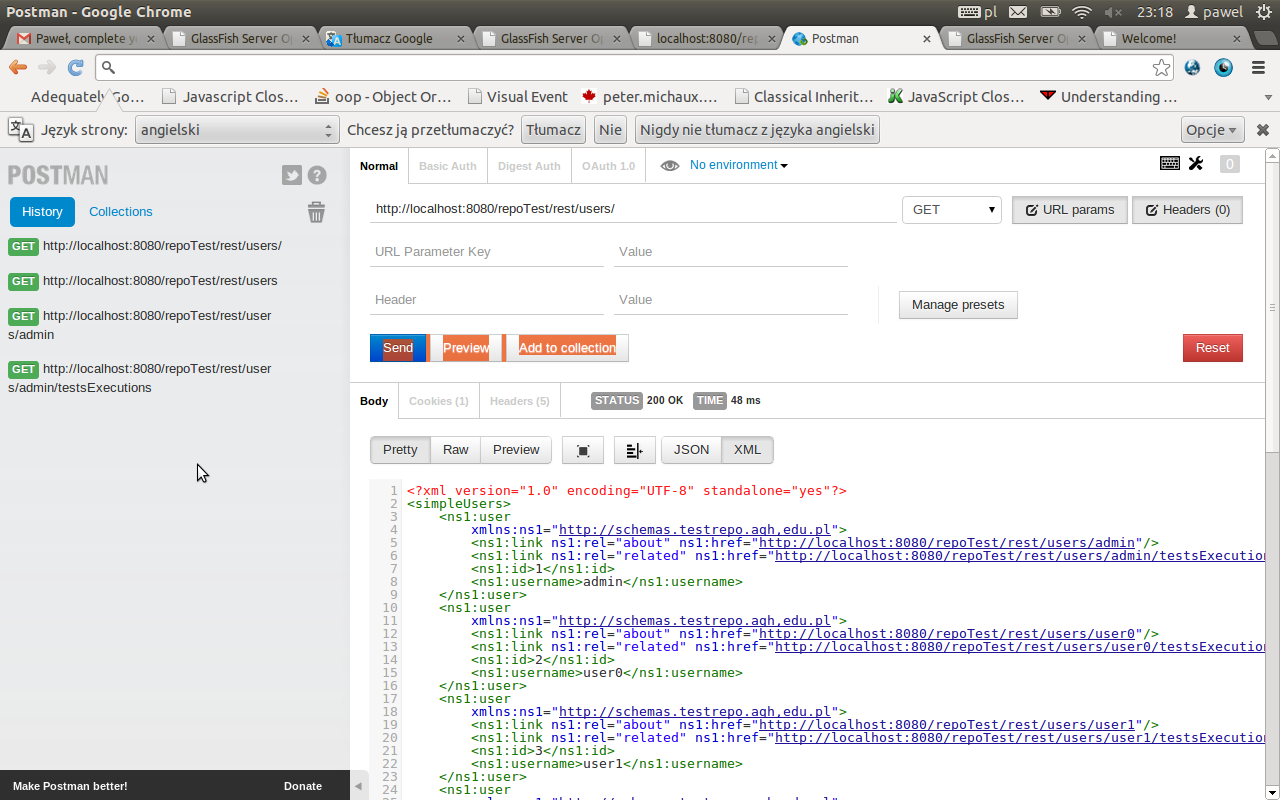 Postman - Google Chrome
pl
23:18
pawel
Paweł, complete y
GlassFish Server O
Tłumacz Google
GlassFish Server O
localhost:8080/re
Postman
GlassFish Server O
Welcome!
Adequately Go...
Javascript Clos...
oop - Object Or...
Visual Event
peter.michaux....
Classical Inherit...
JavaScript Clos...
Understanding ...
Język strony:
angielski
Chcesz ją przetłumaczyć?
Tłumacz
Nie
Nigdy nie tłumacz z języka angielski
Opcje
POSTMAN
History
Collections
GET http://localhost:8080/repoTest/rest/users/
GET http://localhost:8080/repoTest/rest/users
GET http://localhost:8080/repoTest/rest/user
s/admin
GET http://localhost:8080/repoTest/rest/user
s/admin/testsExecutions
Make Postman better!
Donate
Normal
Basic Auth
Digest Auth
OAuth 1.0
No environment
0
http://localhost:8080/repoTest/rest/users/
GET
URL params
Headers (0)
URL Parameter Key
Value
Header
Value
Manage presets
Send
Preview
Add to collection
Reset
Body
Cookies (1)
Headers (5)
STATUS 200 OK
TIME 48 ms
Pretty
Raw
Preview
JSON
XML
1 <?xml version="1.0" encoding="UTF-8" standalone="yes"?>
2 <simpleUsers>
3 <ns1:user
4 xmlns:ns1="http://schemas.testrepo.agh.edu.pl">
5 <ns1:link ns1:rel="about" ns1:href="http://localhost:8080/repoTest/rest/users/admin"/>
6 <ns1:link ns1:rel="related" ns1:href="http://localhost:8080/repoTest/rest/users/admin/testsExecution
7 <ns1:id>1</ns1:id>
8 <ns1:username>admin</ns1:username>
9 </ns1:user>
10 <ns1:user
11 xmlns:ns1="http://schemas.testrepo.agh.edu.pl">
12 <ns1:link ns1:rel="about" ns1:href="http://localhost:8080/repoTest/rest/users/user0"/>
13 <ns1:link ns1:rel="related" ns1:href="http://localhost:8080/repoTest/rest/users/user0/testsExecution
14 <ns1:id>2</ns1:id>
15 <ns1:username>user0</ns1:username>
16 </ns1:user>
17 <ns1:user
18 xmlns:ns1="http://schemas.testrepo.agh.edu.pl">
19 <ns1:link ns1:rel="about" ns1:href="http://localhost:8080/repoTest/rest/users/user1"/>
20 <ns1:link ns1:rel="related" ns1:href="http://localhost:8080/repoTest/rest/users/user1/testsExecution
21 <ns1:id>3</ns1:id>
22 <ns1:username>user1</ns1:username>
23 </ns1:user>
24 <ns1:user